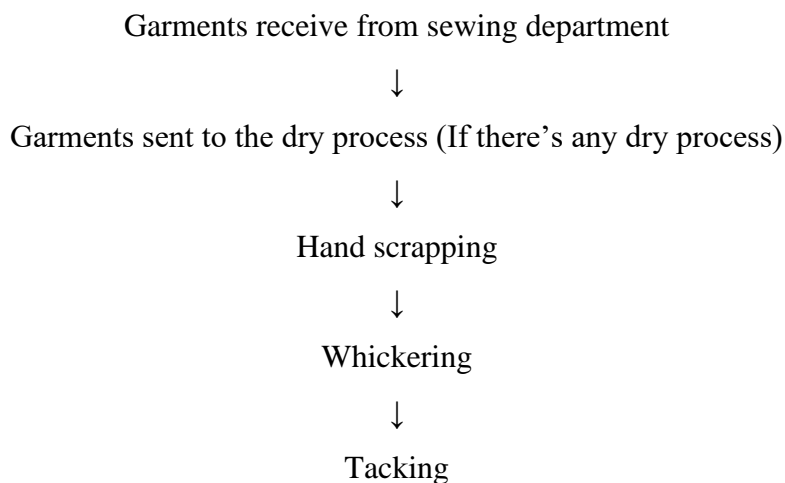 Garments receive from sewing department
↓
Garments sent to the dry process (If there’s any dry process)
↓
Hand scrapping
↓
Whickering
↓
Tacking